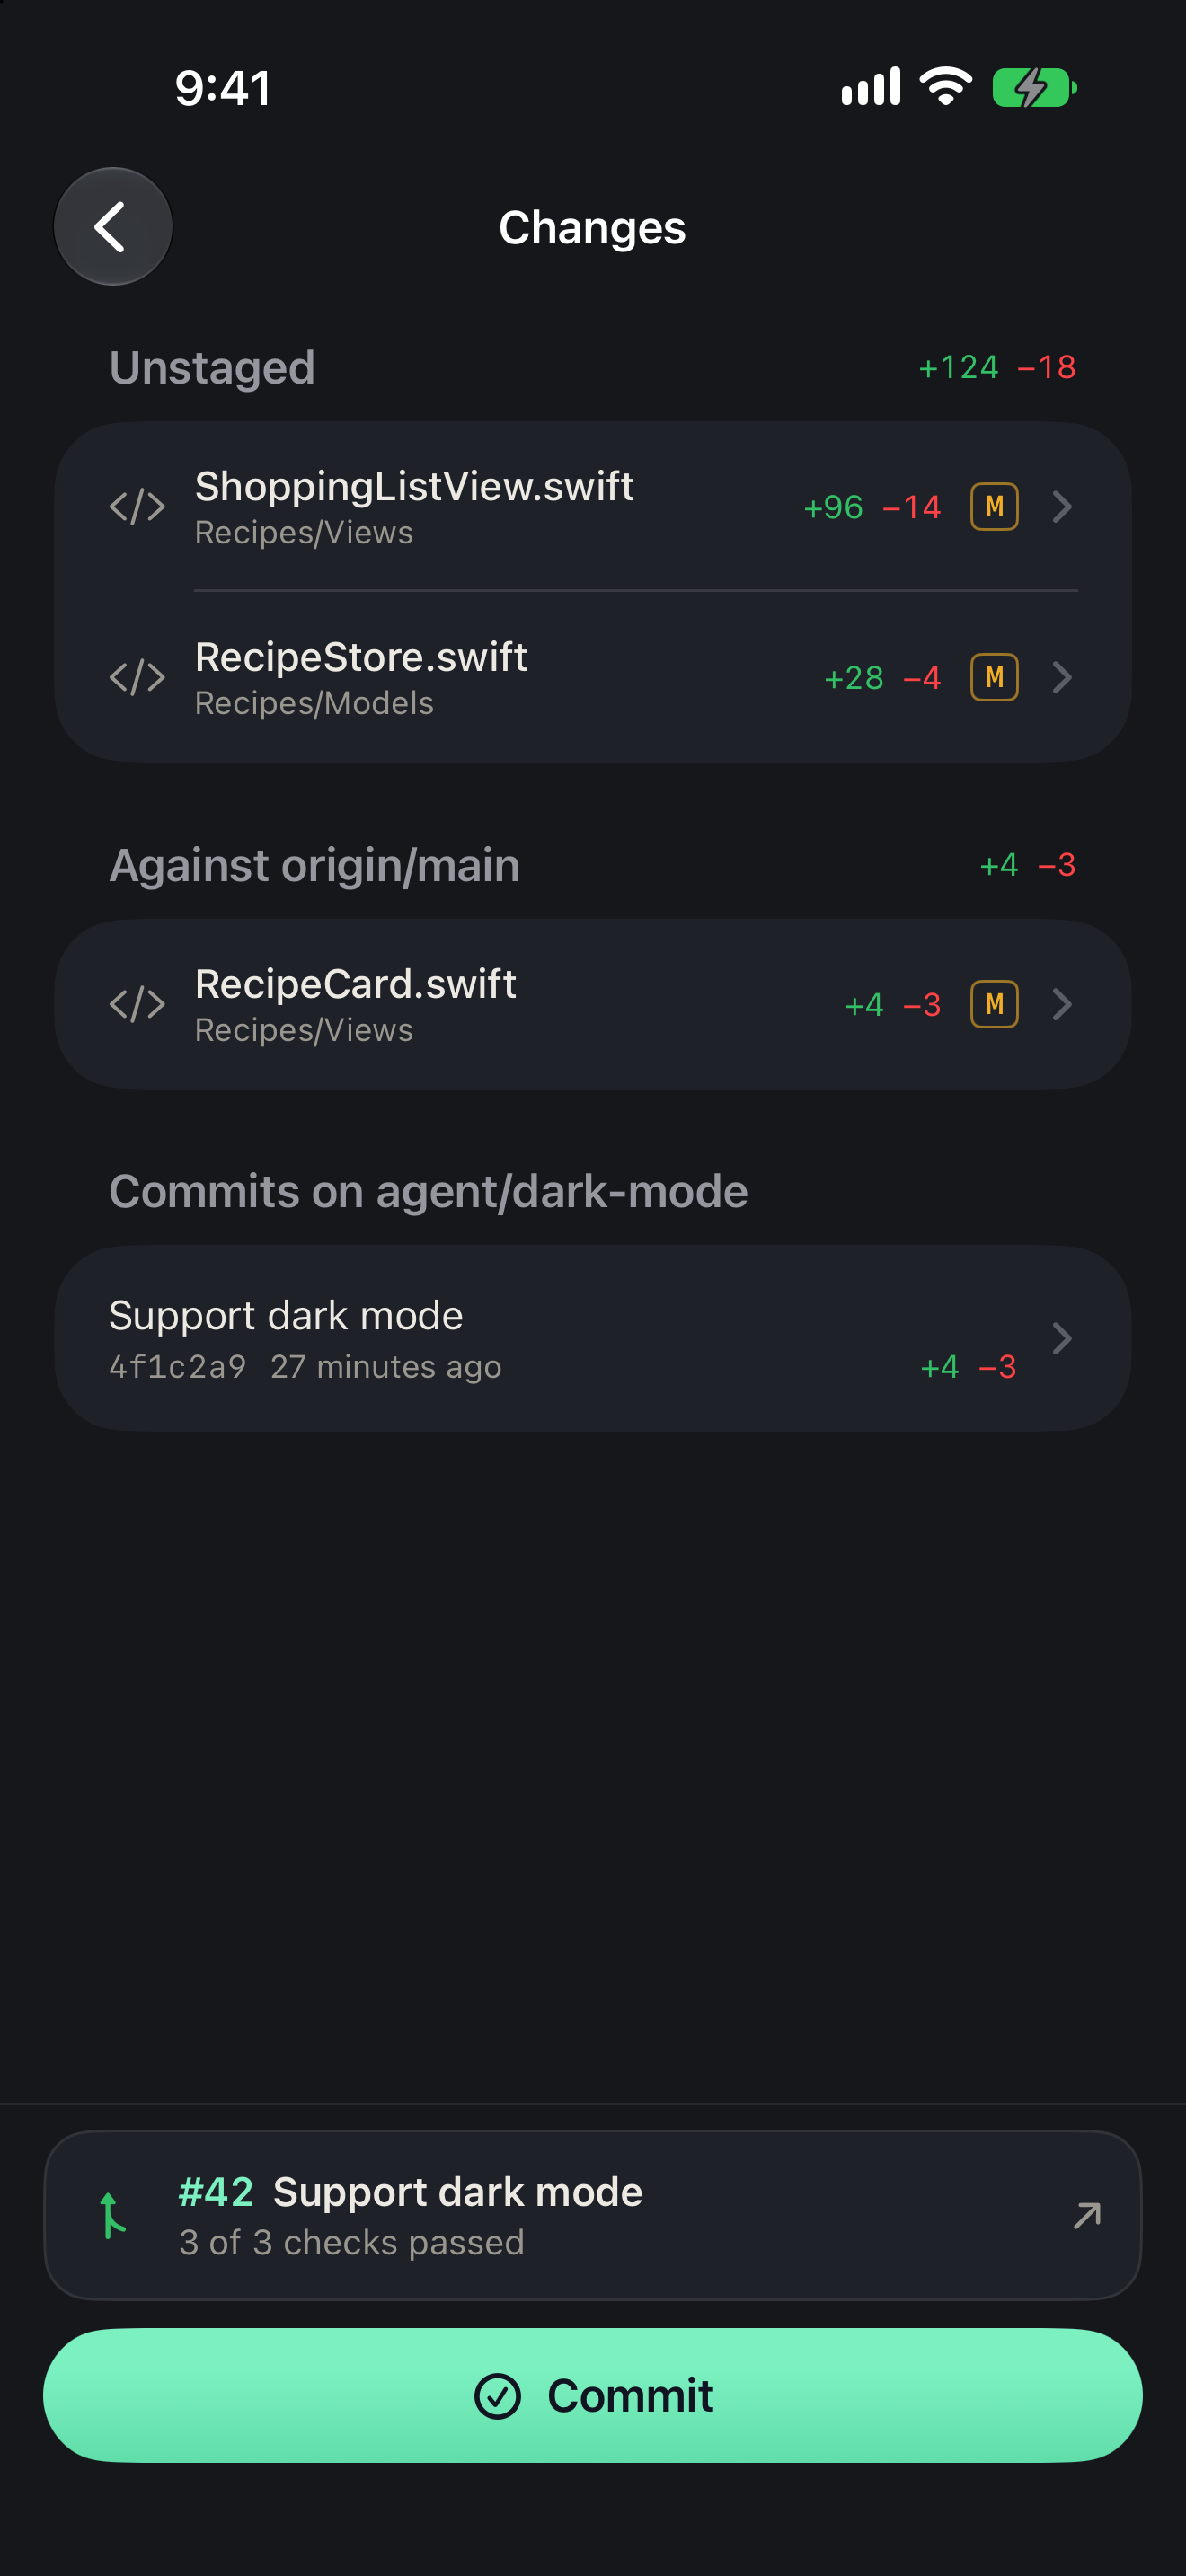 9:41
Changes
Unstaged +124 −18
ShoppingListView.swift
Recipes/Views
+96 −14 M
RecipeStore.swift
Recipes/Models
+28 −4 M
Against origin/main +4 −3
RecipeCard.swift
Recipes/Views
+4 −3 M
Commits on agent/dark-mode
Support dark mode
4f1c2a9 27 minutes ago +4 −3
#42 Support dark mode
3 of 3 checks passed
Commit